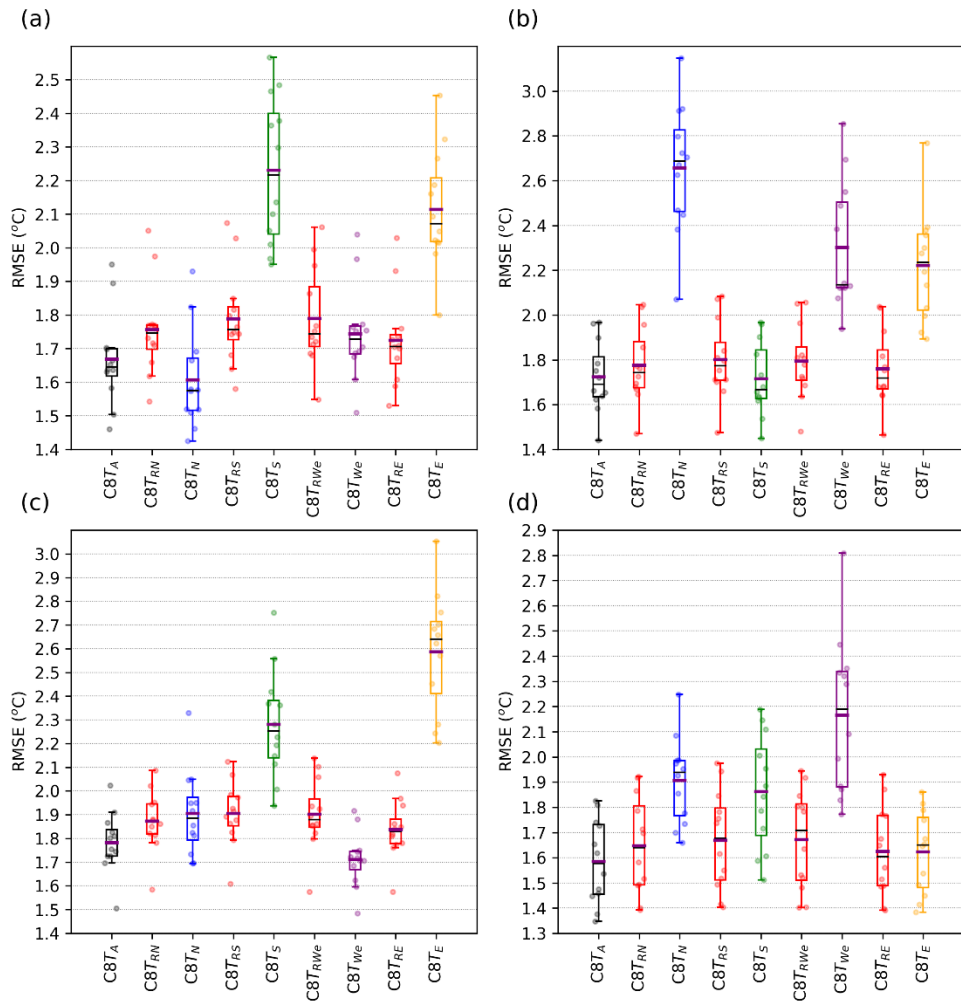 (a)
RMSE (°C)
2.5
2.4
2.3
2.2
2.1
2.0
1.9
1.8
1.7
1.6
1.5
1.4
C8T_A
C8T_RN
C8T_N
C8T_RS
C8T_S
C8T_RWe
C8T_We
C8T_RE
C8T_E
(b)
RMSE (°C)
3.0
2.8
2.6
2.4
2.2
2.0
1.8
1.6
1.4
C8T_A
C8T_RN
C8T_N
C8T_RS
C8T_S
C8T_RWe
C8T_We
C8T_RE
C8T_E
(c)
RMSE (°C)
3.0
2.9
2.8
2.7
2.6
2.5
2.4
2.3
2.2
2.1
2.0
1.9
1.8
1.7
1.6
1.5
1.4
C8T_A
C8T_RN
C8T_N
C8T_RS
C8T_S
C8T_RWe
C8T_We
C8T_RE
C8T_E
(d)
RMSE (°C)
2.9
2.8
2.7
2.6
2.5
2.4
2.3
2.2
2.1
2.0
1.9
1.8
1.7
1.6
1.5
1.4
1.3
C8T_A
C8T_RN
C8T_N
C8T_RS
C8T_S
C8T_RWe
C8T_We
C8T_RE
C8T_E